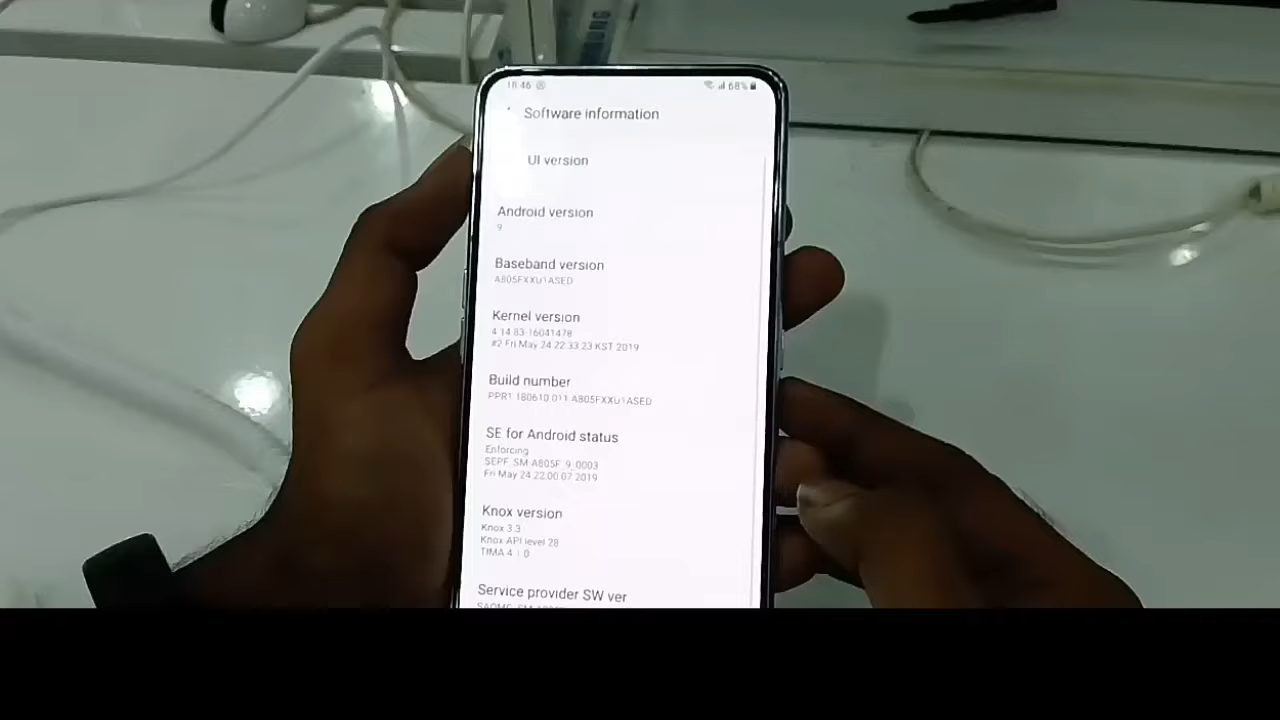 18:46 68%
Software information
UI version
Android version
9
Baseband version
A805FXXU1ASED
Kernel version
4.14.83-16041478
#2 Fri May 24 22:33:23 KST 2019
Build number
PPR1.180610.011.A805FXXU1ASED
SE for Android status
Enforcing
SEPF_SM-A805F_9_0003
Fri May 24 22:00:07 2019
Knox version
Knox 3.3
Knox API level 28
TIMA 4.1.0
Service provider SW ver